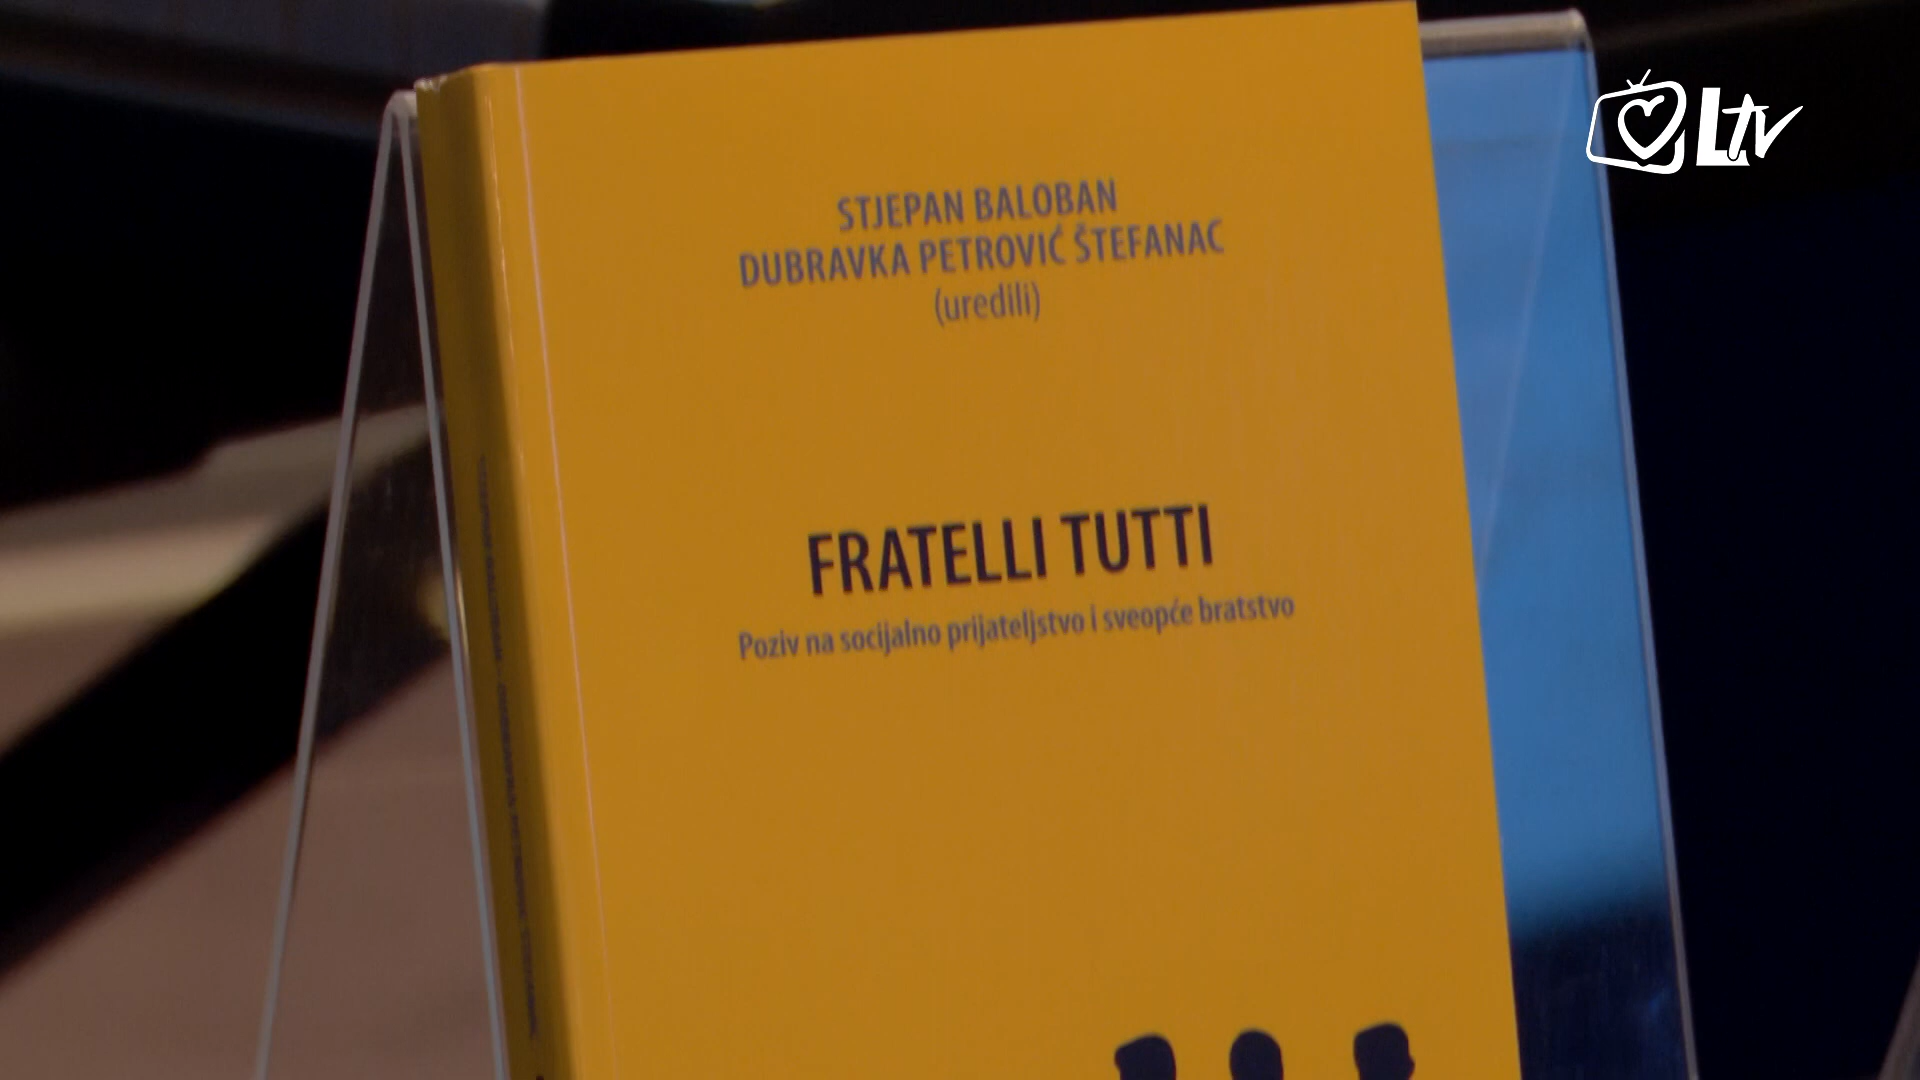 LTV
STJEPAN BALOBAN
DUBRAVKA PETROVIĆ ŠTEFANAC
(uredili)
FRATELLI TUTTI
Poziv na socijalno prijateljstvo i sveopće bratstvo